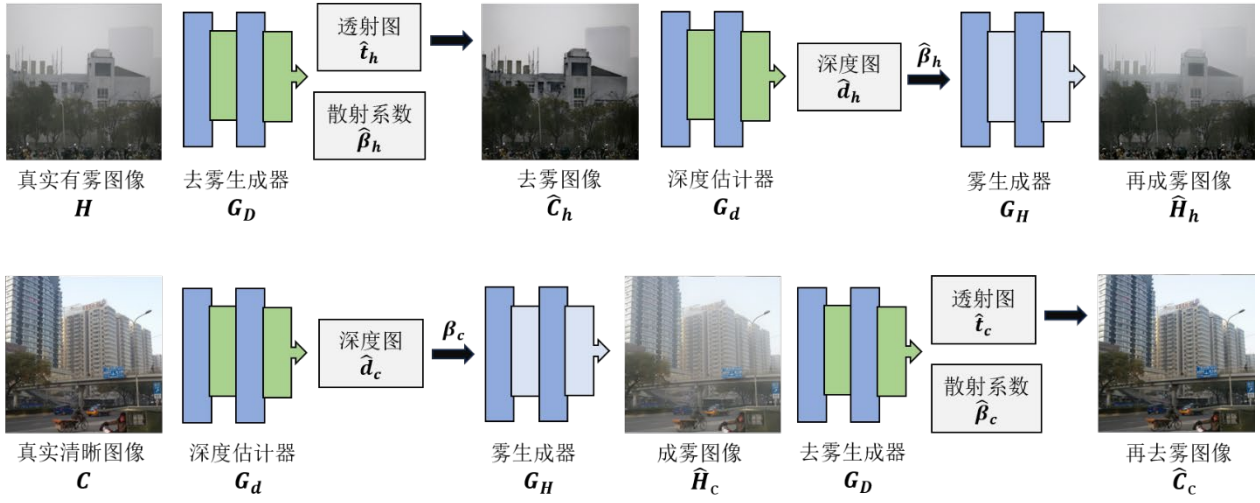 透射图
t̂_h
散射系数
β̂_h
深度图
d̂_h
β̂_h
真实有雾图像
H
去雾生成器
G_D
去雾图像
Ĉ_h
深度估计器
G_d
雾生成器
G_H
再成雾图像
Ĥ_h
深度图
d̂_c
β_c
透射图
t̂_c
散射系数
β̂_c
真实清晰图像
C
深度估计器
G_d
雾生成器
G_H
成雾图像
Ĥ_c
去雾生成器
G_D
再去雾图像
Ĉ_c